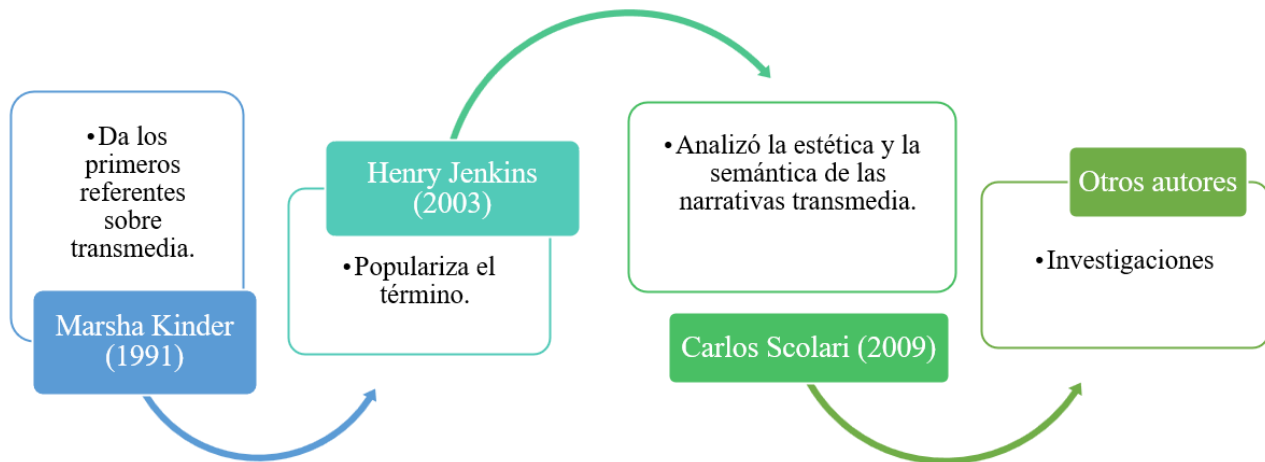 •Da los
primeros
referentes
sobre
transmedia.
Marsha Kinder
(1991)
Henry Jenkins
(2003)
•Populariza el
término.
•Analizó la estética y la
semántica de las
narrativas transmedia.
Carlos Scolari (2009)
Otros autores
•Investigaciones